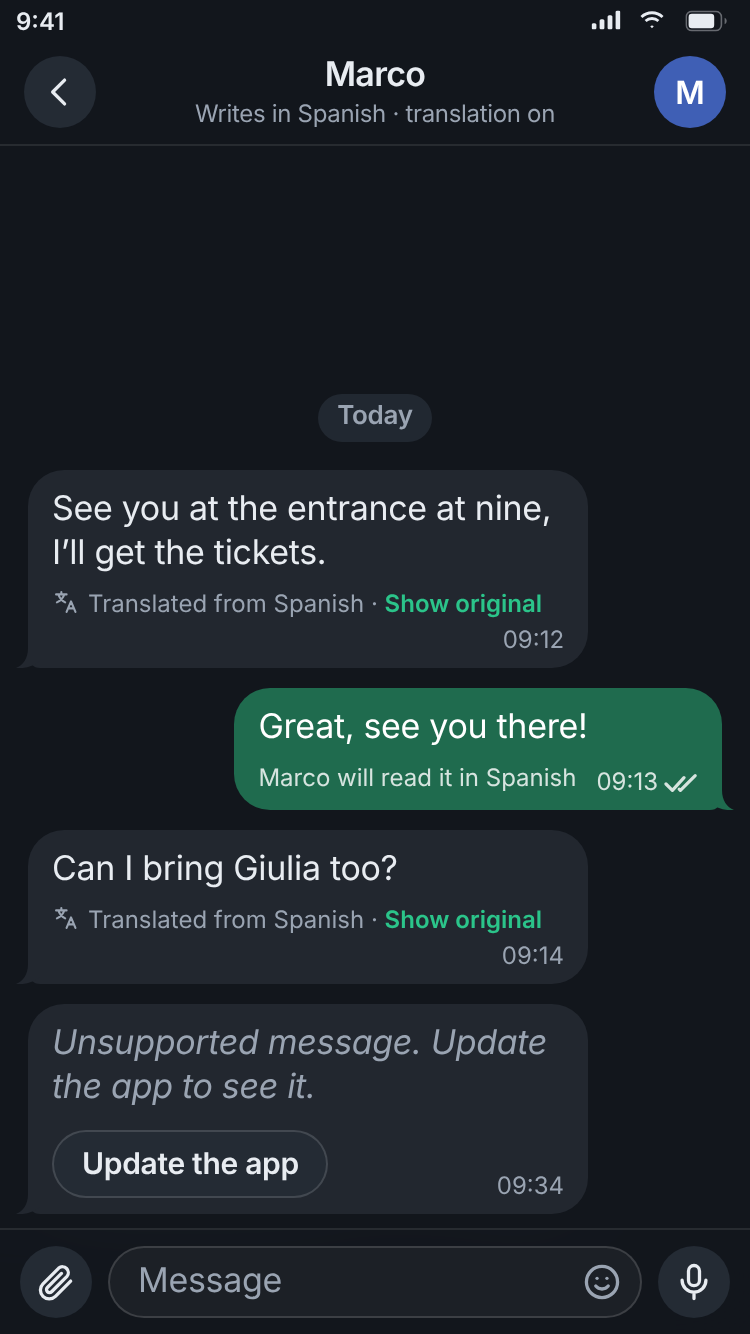 9:41
Marco
Writes in Spanish · translation on
M
Today
See you at the entrance at nine,
I’ll get the tickets.
Translated from Spanish · Show original
09:12
Great, see you there!
Marco will read it in Spanish 09:13
Can I bring Giulia too?
Translated from Spanish · Show original
09:14
Unsupported message. Update
the app to see it.
Update the app
09:34
Message